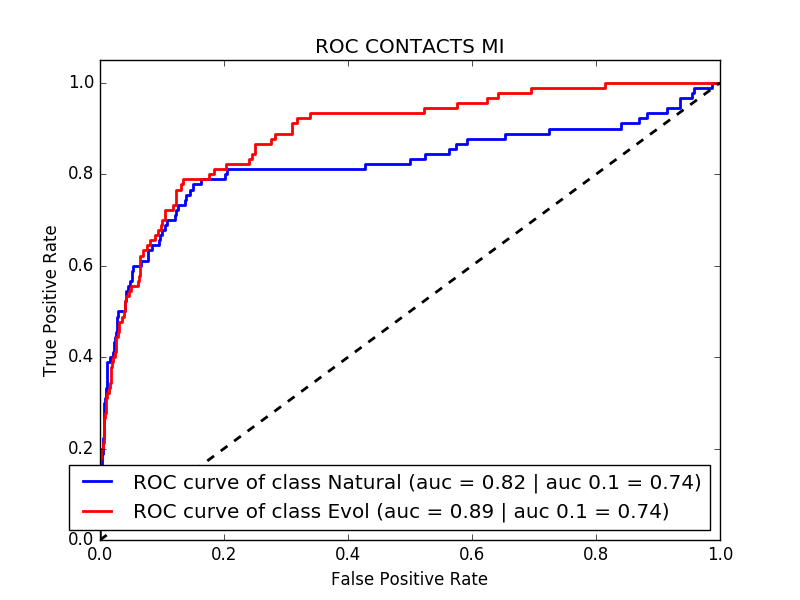 ROC CONTACTS MI
1.0
0.8
0.6
0.4
0.2
0.0
True Positive Rate
ROC curve of class Natural (auc = 0.82 | auc 0.1 = 0.74)
ROC curve of class Evol (auc = 0.89 | auc 0.1 = 0.74)
0.0 0.2 0.4 0.6 0.8 1.0
False Positive Rate